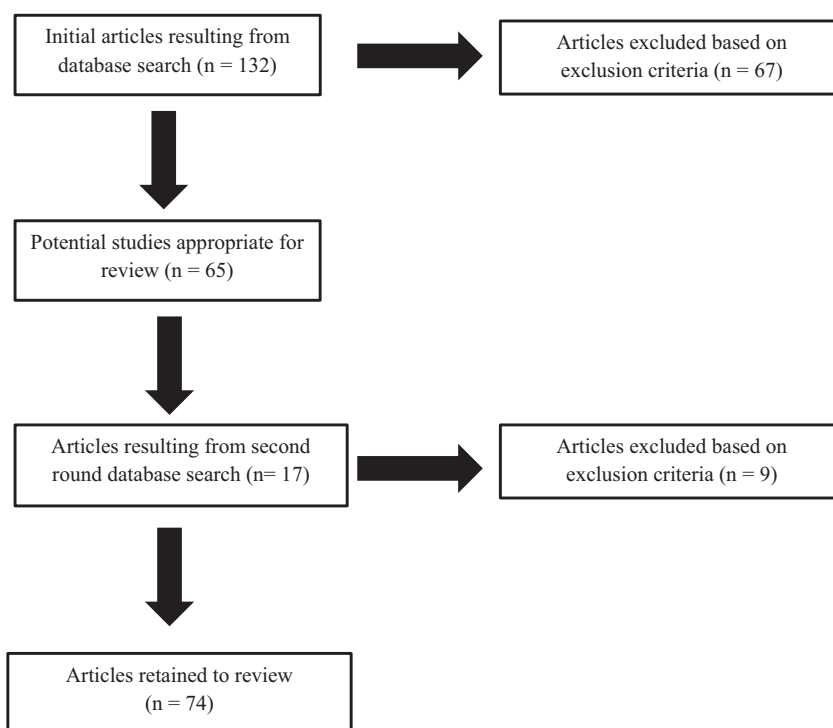 Initial articles resulting from
database search (n = 132)
Articles excluded based on
exclusion criteria (n = 67)
Potential studies appropriate for
review (n = 65)
Articles resulting from second
round database search (n= 17)
Articles excluded based on
exclusion criteria (n = 9)
Articles retained to review
(n = 74)